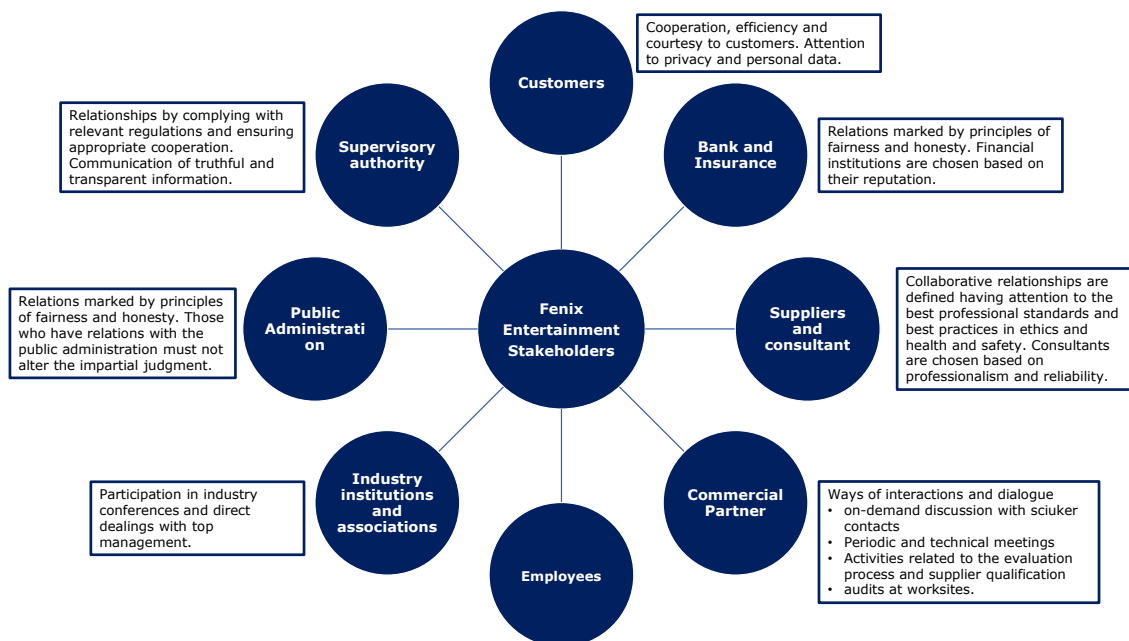 Customers
Cooperation, efficiency and
courtesy to customers. Attention
to privacy and personal data.
Bank and
Insurance
Relations marked by principles of
fairness and honesty. Financial
institutions are chosen based on
their reputation.
Suppliers
and
consultant
Collaborative relationships are
defined having attention to the
best professional standards and
best practices in ethics and
health and safety. Consultants
are chosen based on
professionalism and reliability.
Commercial
Partner
Ways of interactions and dialogue
• on-demand discussion with sciuker
contacts
• Periodic and technical meetings
• Activities related to the evaluation
process and supplier qualification
• audits at worksites.
Employees
Industry
institutions
and
associations
Participation in industry
conferences and direct
dealings with top
management.
Public
Administrati
on
Relations marked by principles
of fairness and honesty. Those
who have relations with the
public administration must not
alter the impartial judgment.
Supervisory
authority
Relationships by complying with
relevant regulations and ensuring
appropriate cooperation.
Communication of truthful and
transparent information.
Fenix
Entertainment
Stakeholders